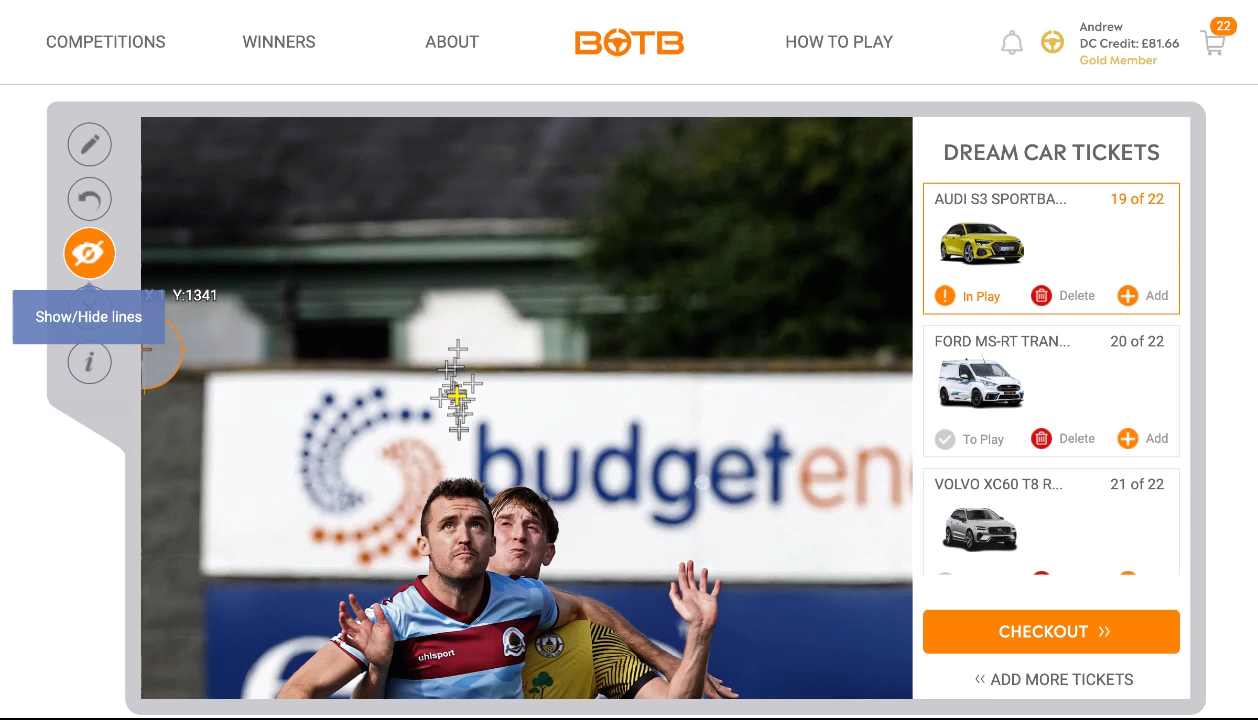 COMPETITIONS
WINNERS
ABOUT
BOTB
HOW TO PLAY
Andrew
DC Credit: £81.66
Gold Member
22
Show/Hide lines
Y:1341
budgeten
uhlsport
DREAM CAR TICKETS
AUDI S3 SPORTBA...
19 of 22
In Play
Delete
Add
FORD MS-RT TRAN...
20 of 22
To Play
Delete
Add
VOLVO XC60 T8 R...
21 of 22
CHECKOUT »
« ADD MORE TICKETS